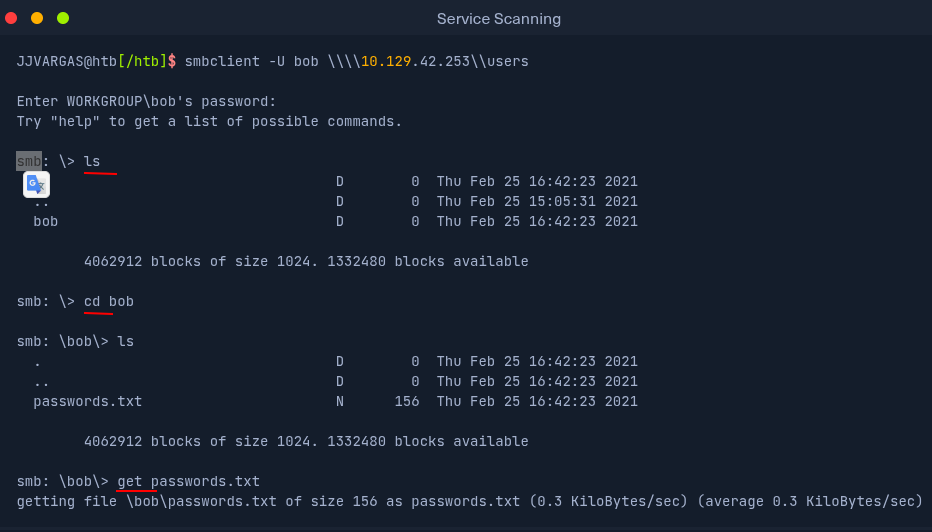 Service Scanning
JJVARGAS@htb[/htb]$ smbclient -U bob \\\\10.129.42.253\\users
Enter WORKGROUP\bob's password:
Try "help" to get a list of possible commands.
smb: \> ls
D 0 Thu Feb 25 16:42:23 2021
.. D 0 Thu Feb 25 15:05:31 2021
bob D 0 Thu Feb 25 16:42:23 2021
4062912 blocks of size 1024. 1332480 blocks available
smb: \> cd bob
smb: \bob\> ls
. D 0 Thu Feb 25 16:42:23 2021
.. D 0 Thu Feb 25 16:42:23 2021
passwords.txt N 156 Thu Feb 25 16:42:23 2021
4062912 blocks of size 1024. 1332480 blocks available
smb: \bob\> get passwords.txt
getting file \bob\passwords.txt of size 156 as passwords.txt (0.3 KiloBytes/sec) (average 0.3 KiloBytes/sec)